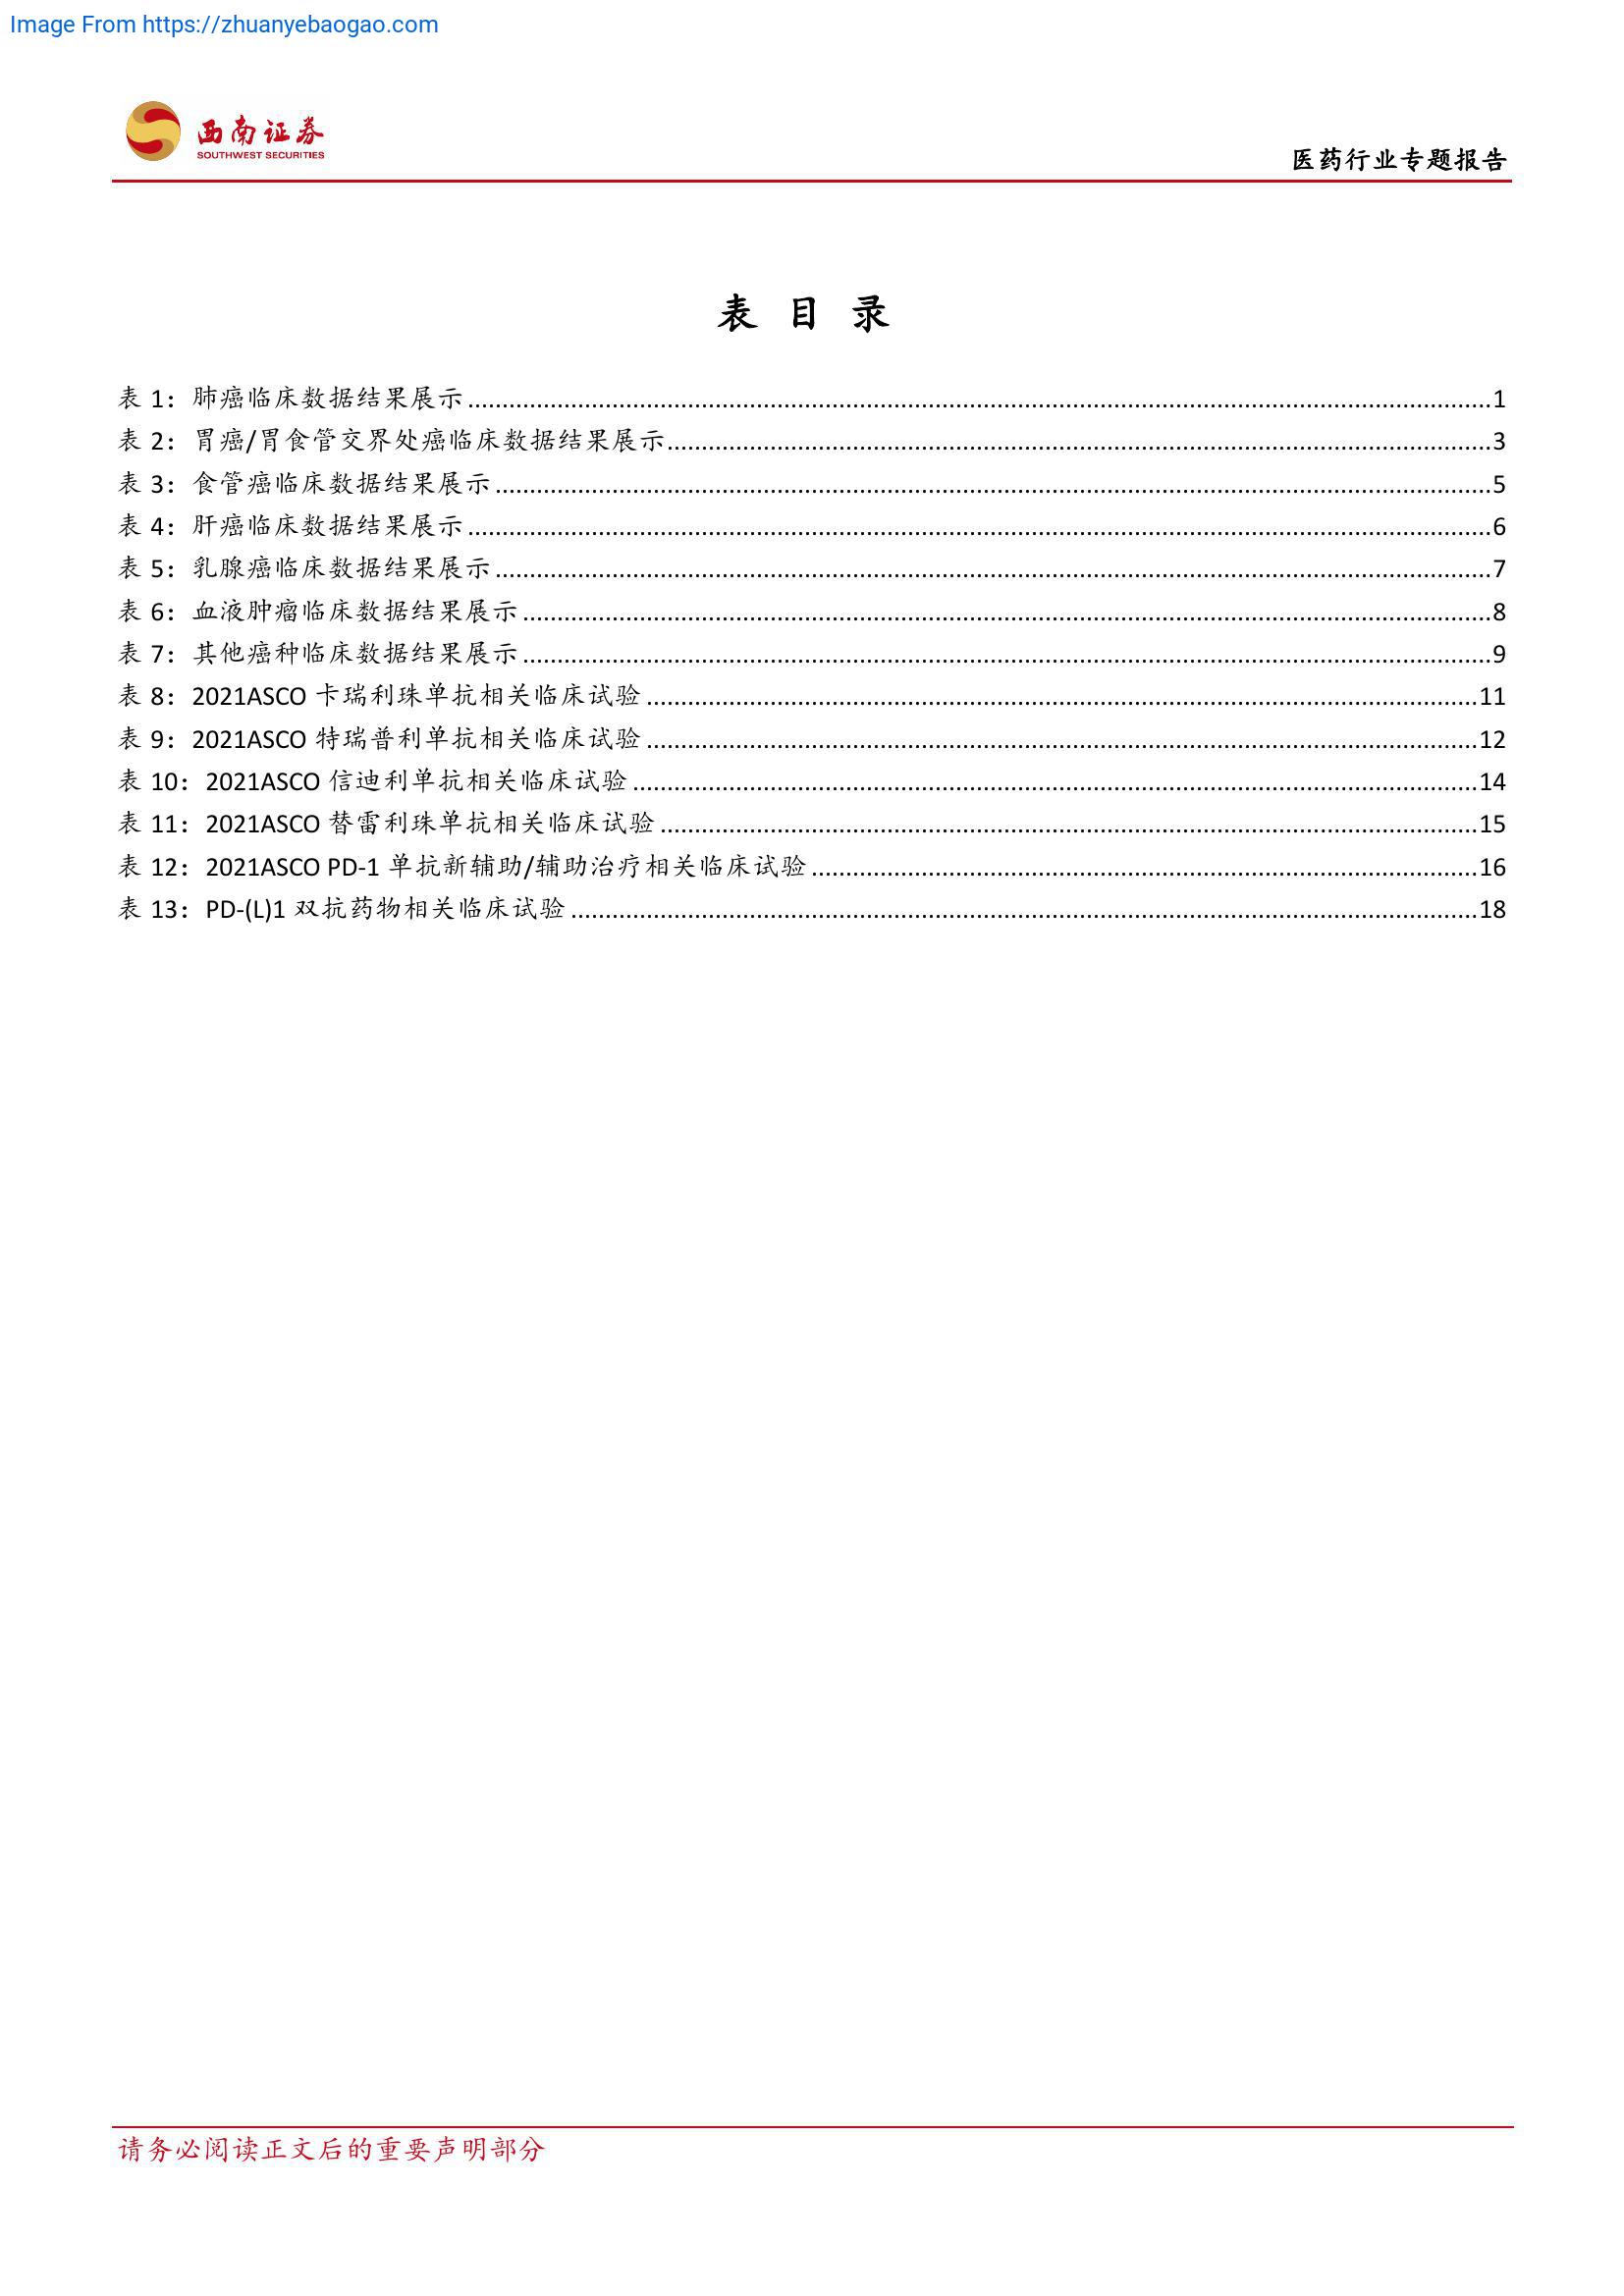 Image From https://zhuanyebaogao.com
西南证券
SOUTHWEST SECURITIES
医药行业专题报告
表 目 录
表 1：肺癌临床数据结果展示........1
表 2：胃癌/胃食管交界处癌临床数据结果展示........3
表 3：食管癌临床数据结果展示........5
表 4：肝癌临床数据结果展示........6
表 5：乳腺癌临床数据结果展示........7
表 6：血液肿瘤临床数据结果展示........8
表 7：其他癌种临床数据结果展示........9
表 8：2021ASCO 卡瑞利珠单抗相关临床试验........11
表 9：2021ASCO 特瑞普利单抗相关临床试验........12
表 10：2021ASCO 信迪利单抗相关临床试验........14
表 11：2021ASCO 替雷利珠单抗相关临床试验........15
表 12：2021ASCO PD-1 单抗新辅助/辅助治疗相关临床试验........16
表 13：PD-(L)1 双抗药物相关临床试验........18
请务必阅读正文后的重要声明部分